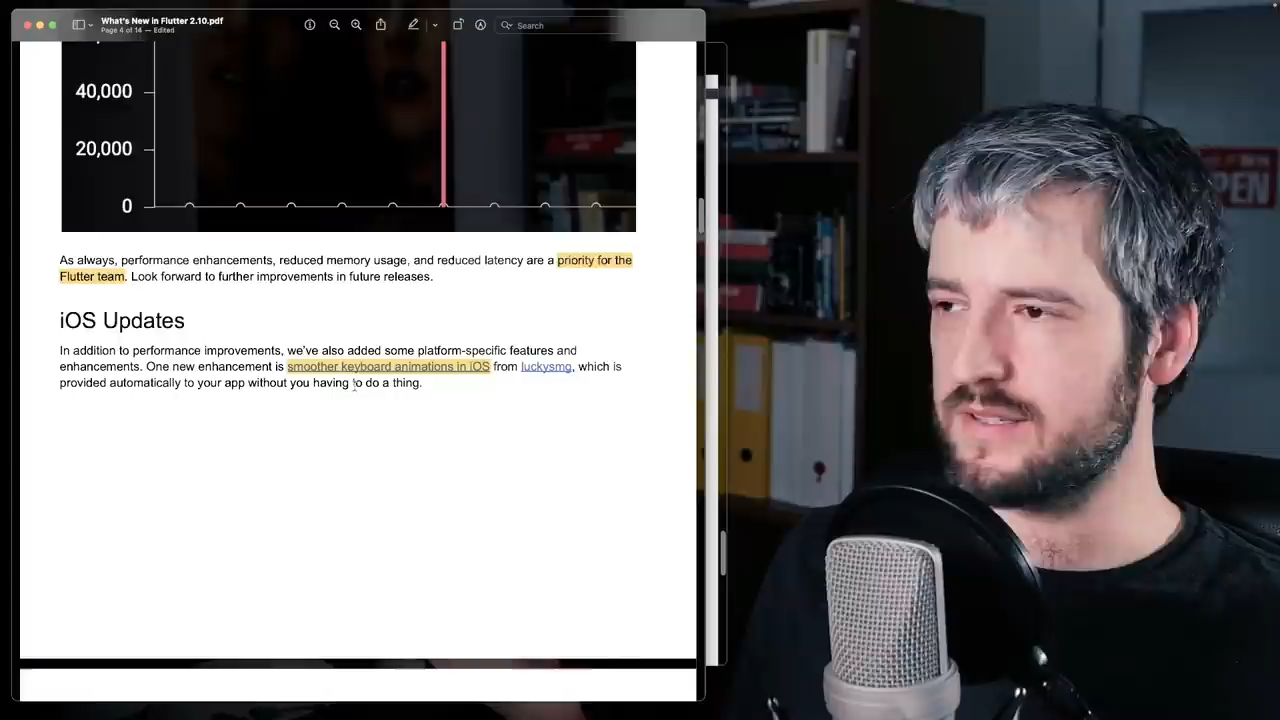 What's New in Flutter 2.10.pdf
Page 4 of 14 — Edited
Search
40,000
20,000
0
As always, performance enhancements, reduced memory usage, and reduced latency are a priority for the
Flutter team. Look forward to further improvements in future releases.
iOS Updates
In addition to performance improvements, we've also added some platform-specific features and
enhancements. One new enhancement is smoother keyboard animations in iOS from luckysmg, which is
provided automatically to your app without you having to do a thing.
PEN